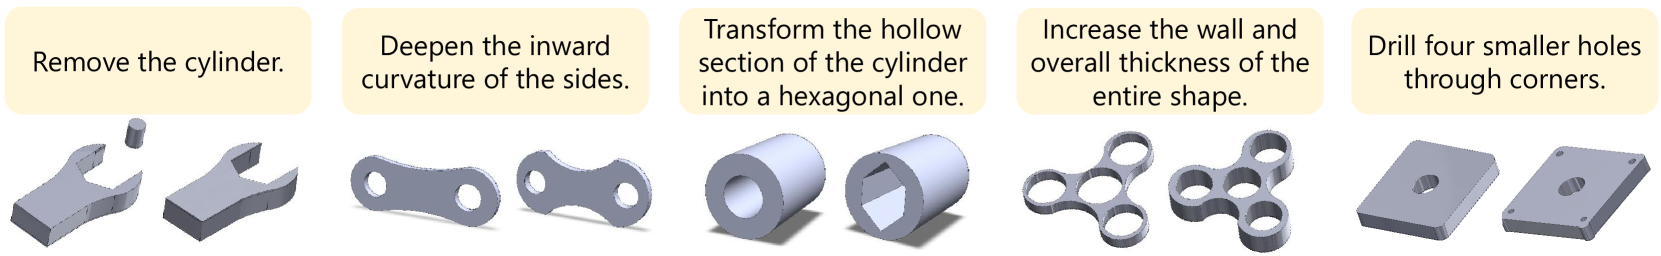 Remove the cylinder.
Deepen the inward
curvature of the sides.
Transform the hollow
section of the cylinder
into a hexagonal one.
Increase the wall and
overall thickness of the
entire shape.
Drill four smaller holes
through corners.